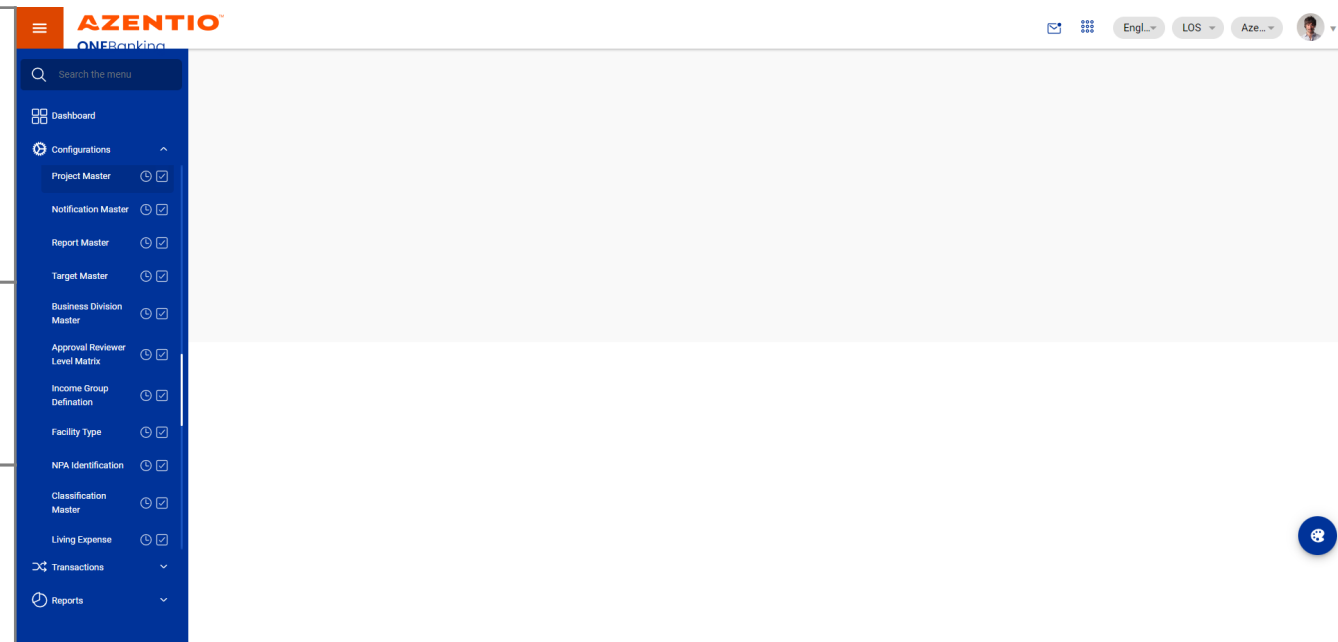 AZENTIO™
ONEBanking
Engl...
LOS
Aze...
Search the menu
Dashboard
Configurations
Project Master
Notification Master
Report Master
Target Master
Business Division
Master
Approval Reviewer
Level Matrix
Income Group
Defination
Facility Type
NPA Identification
Classification
Master
Living Expense
Transactions
Reports